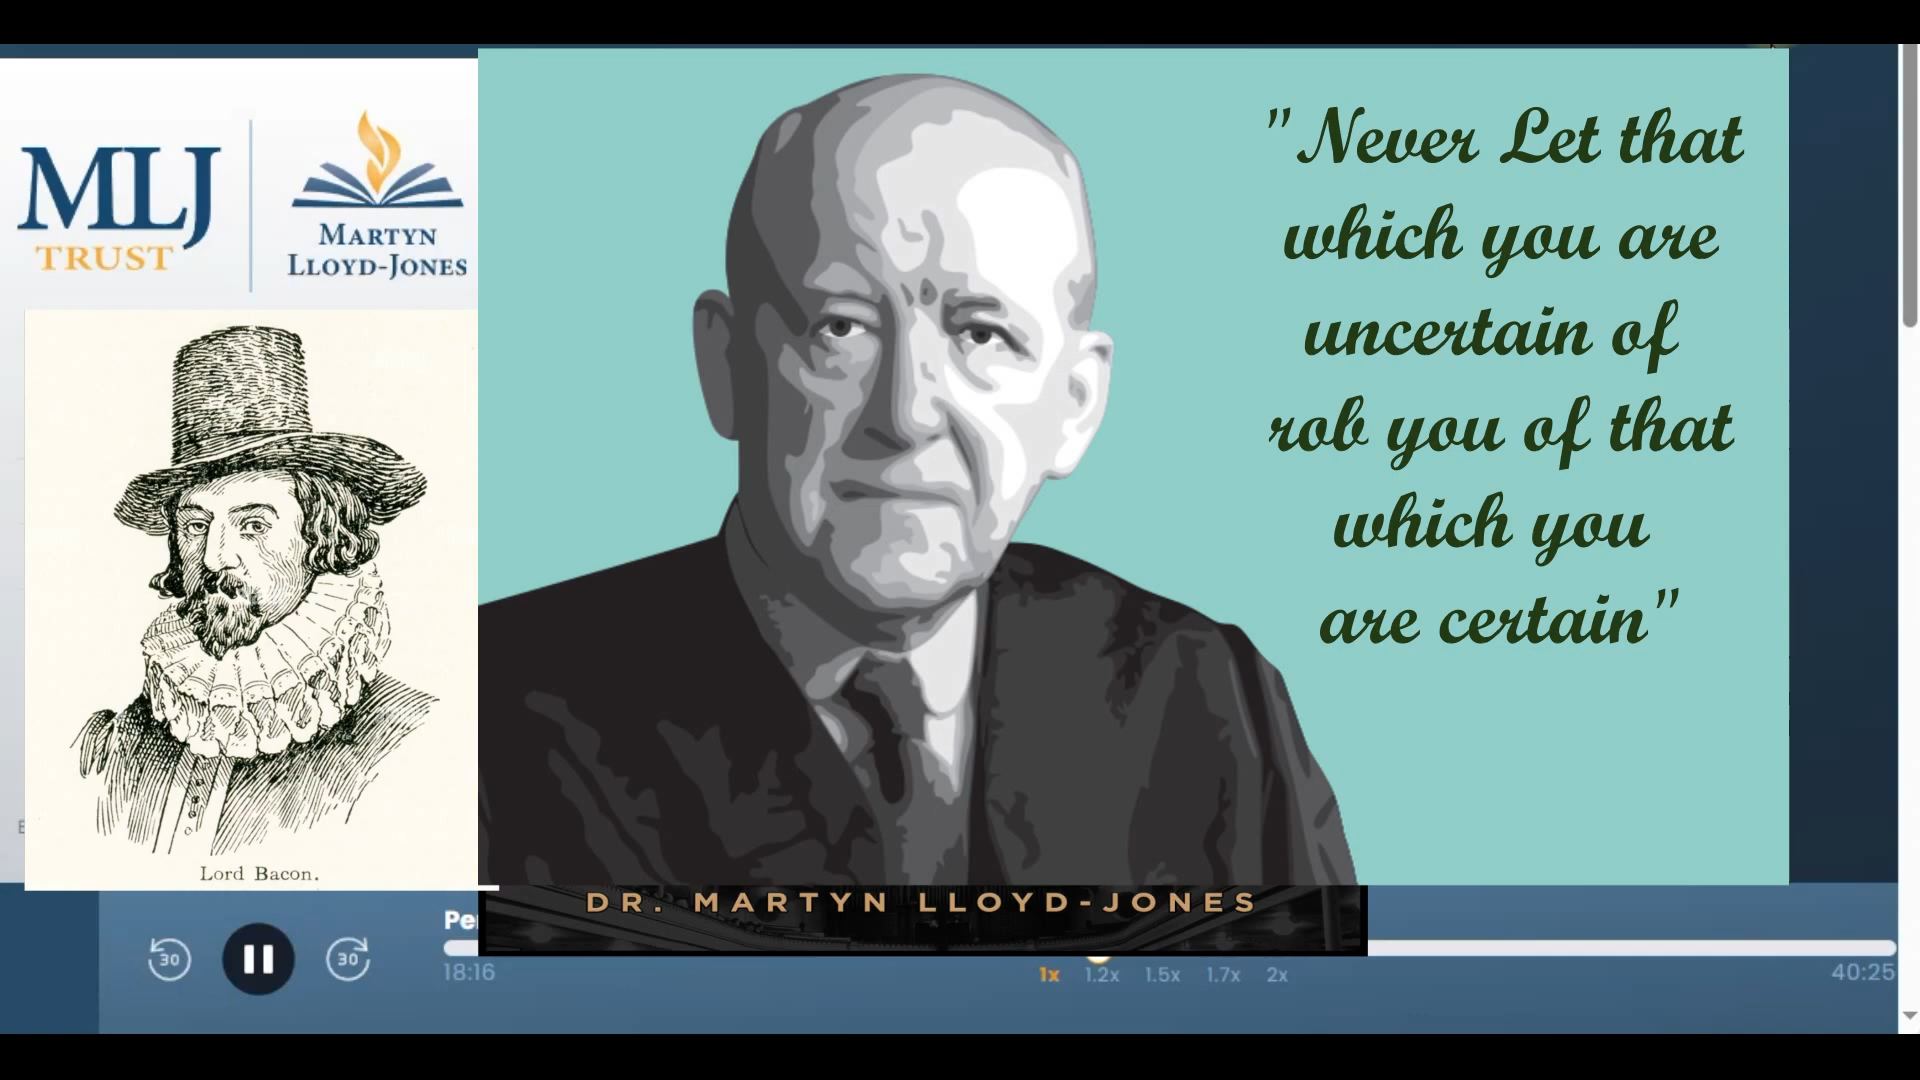 MLJ
TRUST
MARTYN
LLOYD-JONES
"Never Let that
which you are
uncertain of
rob you of that
which you
are certain"
Lord Bacon.
DR. MARTYN LLOYD-JONES
30
30
18:16
1x 1.2x 1.5x 1.7x 2x
40:25